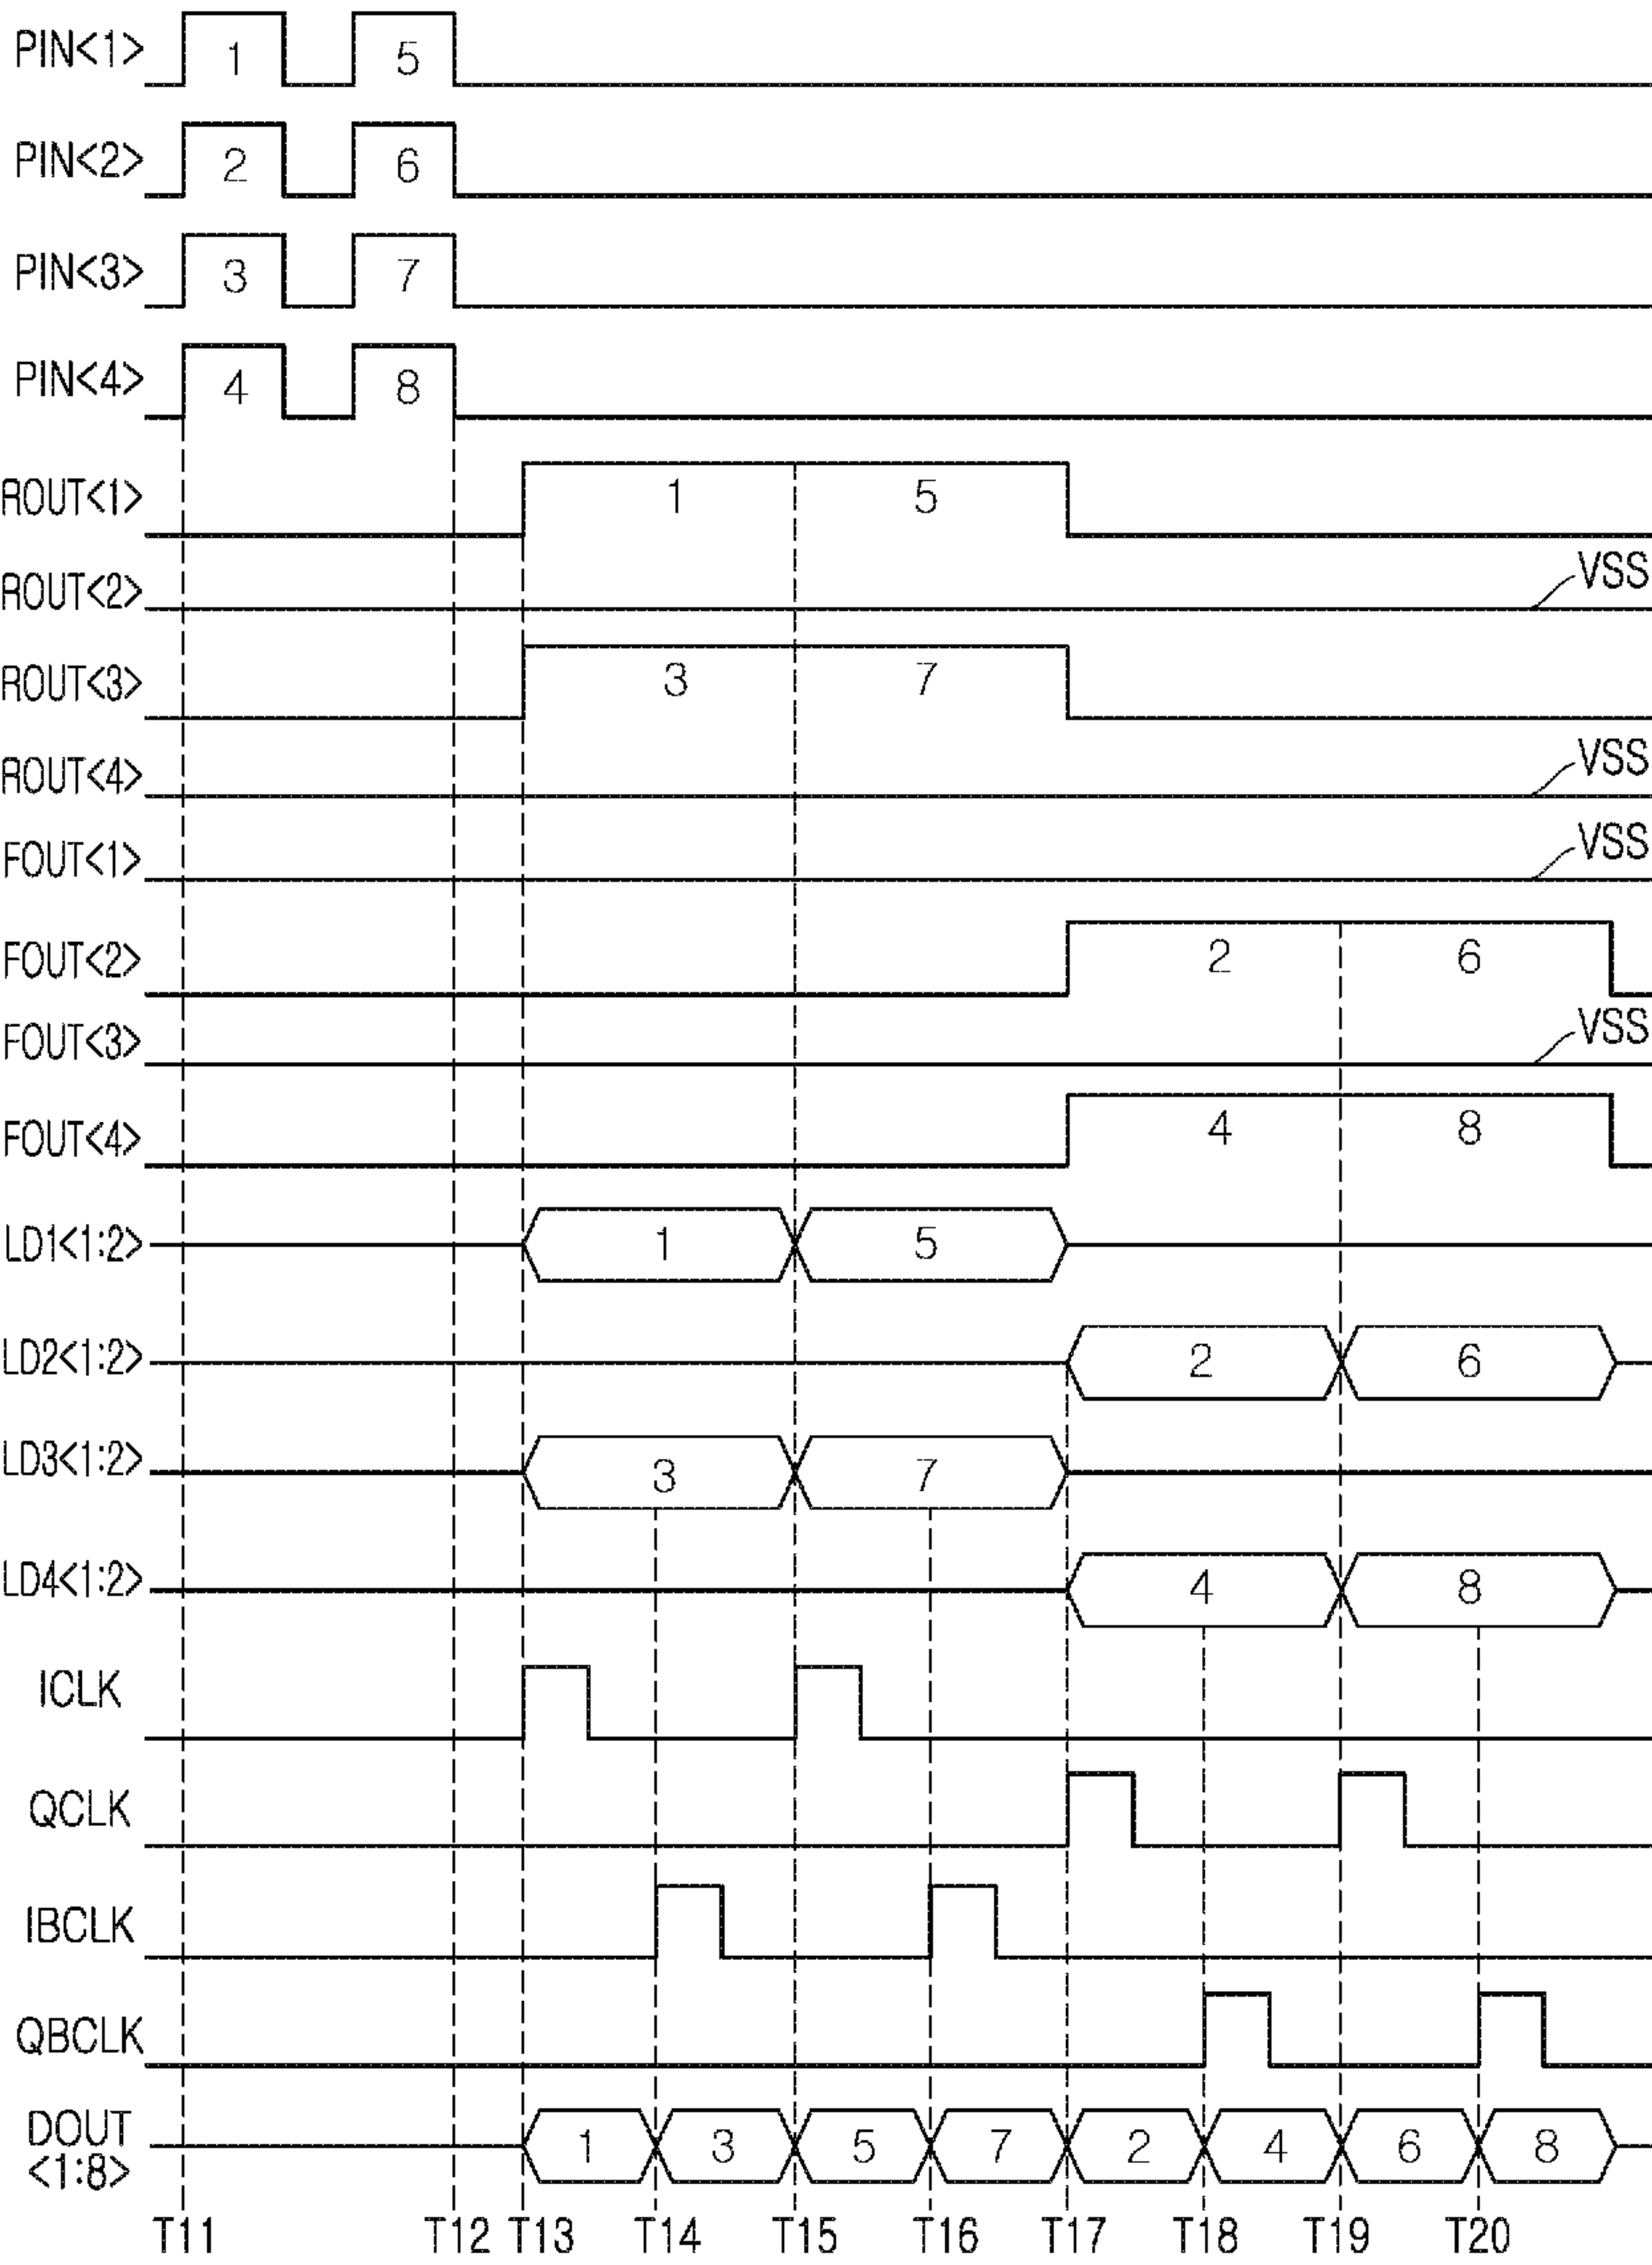 PIN<1> 1 5
PIN<2> 2 6
PIN<3> 3 7
PIN<4> 4 8
ROUT<1> 1 5
ROUT<2> VSS
ROUT<3> 3 7
ROUT<4> VSS
FOUT<1> VSS
FOUT<2> 2 6
FOUT<3> VSS
FOUT<4> 4 8
LD1<1:2> 1 5
LD2<1:2> 2 6
LD3<1:2> 3 7
LD4<1:2> 4 8
ICLK
QCLK
IBCLK
QBCLK
DOUT
<1:8> 1 3 5 7 2 4 6 8
T11 T12 T13 T14 T15 T16 T17 T18 T19 T20